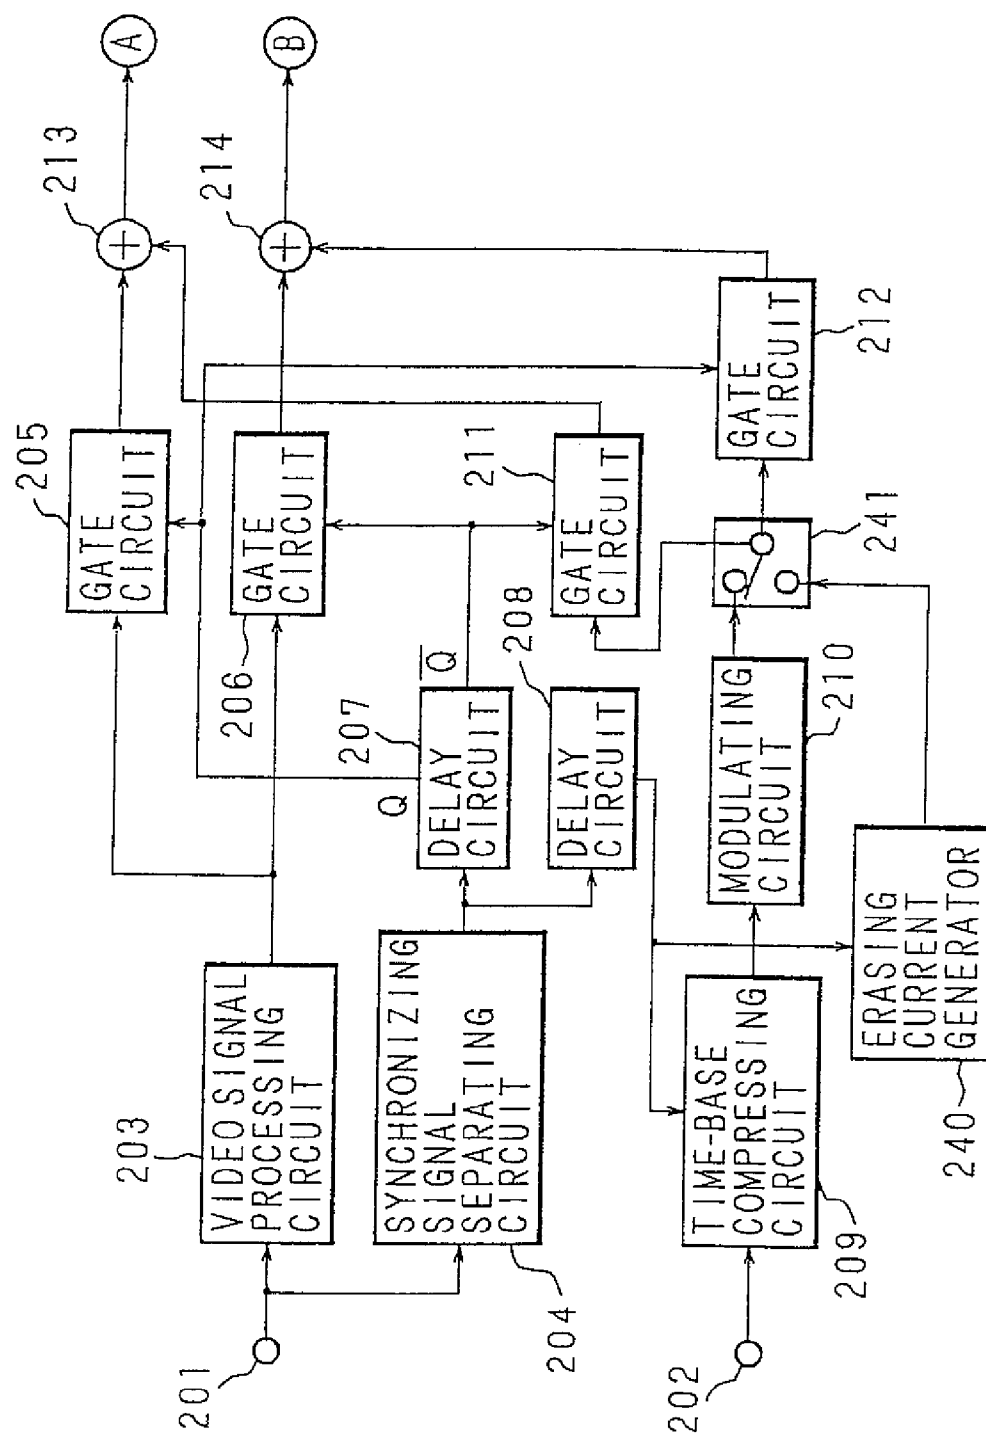 A
B
213
214
205
GATE
CIRCUIT
206
GATE
CIRCUIT
211
GATE
CIRCUIT
GATE
CIRCUIT
212
241
Q
Q̅
207
DELAY
CIRCUIT
208
DELAY
CIRCUIT
MODULATING
CIRCUIT
210
203
VIDEO SIGNAL
PROCESSING
CIRCUIT
SYNCHRONIZING
SIGNAL
SEPARATING
CIRCUIT
204
TIME-BASE
COMPRESSING
CIRCUIT
209
ERASING
CURRENT
GENERATOR
240
201
202